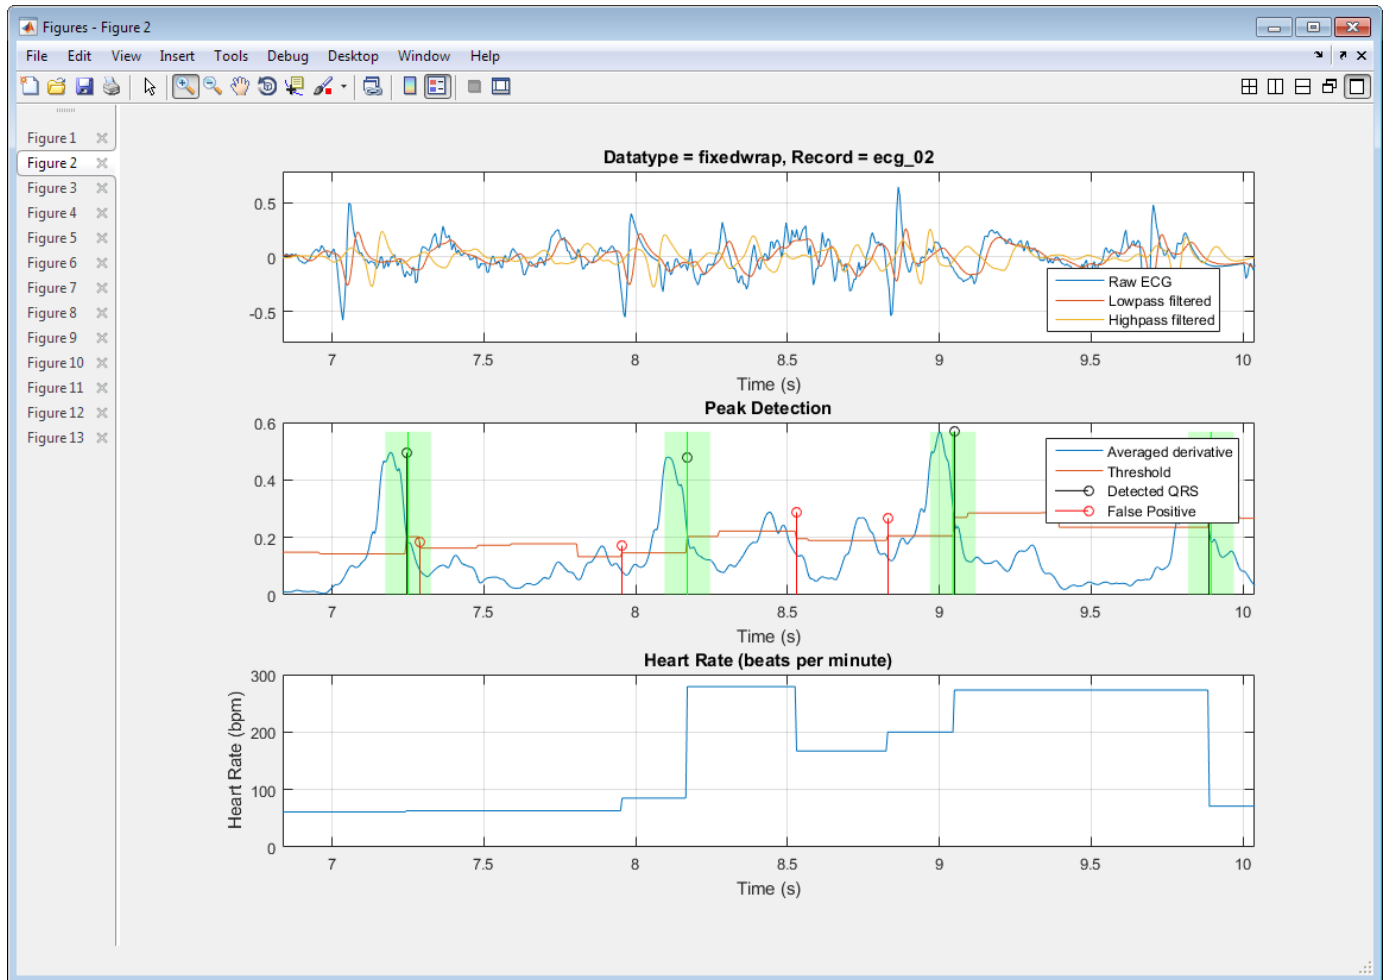 Figures - Figure 2
File Edit View Insert Tools Debug Desktop Window Help
Figure 1
Figure 2
Figure 3
Figure 4
Figure 5
Figure 6
Figure 7
Figure 8
Figure 9
Figure 10
Figure 11
Figure 12
Figure 13
Datatype = fixedwrap, Record = ecg_02
0.5
0
-0.5
Raw ECG
Lowpass filtered
Highpass filtered
7 7.5 8 8.5 9 9.5 10
Time (s)
Peak Detection
0.6
0.4
0.2
0
Averaged derivative
Threshold
Detected QRS
False Positive
7 7.5 8 8.5 9 9.5 10
Time (s)
Heart Rate (beats per minute)
Heart Rate (bpm)
300
200
100
0
7 7.5 8 8.5 9 9.5 10
Time (s)